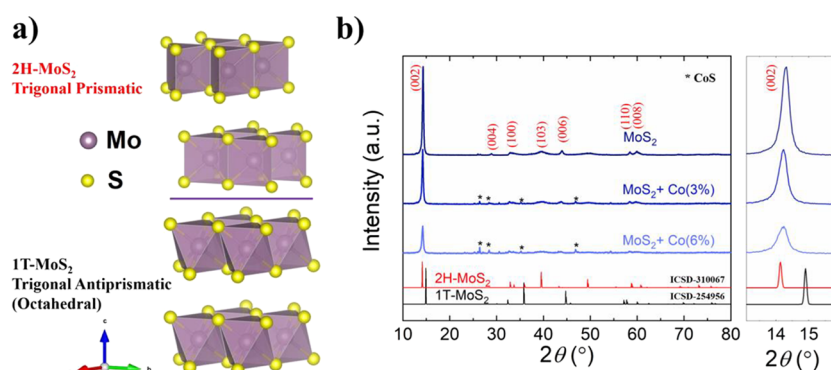 a)
2H-MoS₂
Trigonal Prismatic
Mo
S
1T-MoS₂
Trigonal Antiprismatic
(Octahedral)
c
b
b)
Intensity (a.u.)
(002)
(004)
(100)
(103)
(006)
(110)
(008)
* CoS
MoS₂
* * * *
MoS₂+ Co(3%)
* * * *
MoS₂+ Co(6%)
2H-MoS₂
ICSD-310067
1T-MoS₂
ICSD-254956
10 20 30 40 50 60 70 80
2θ (°)
(002)
14 15
2θ (°)